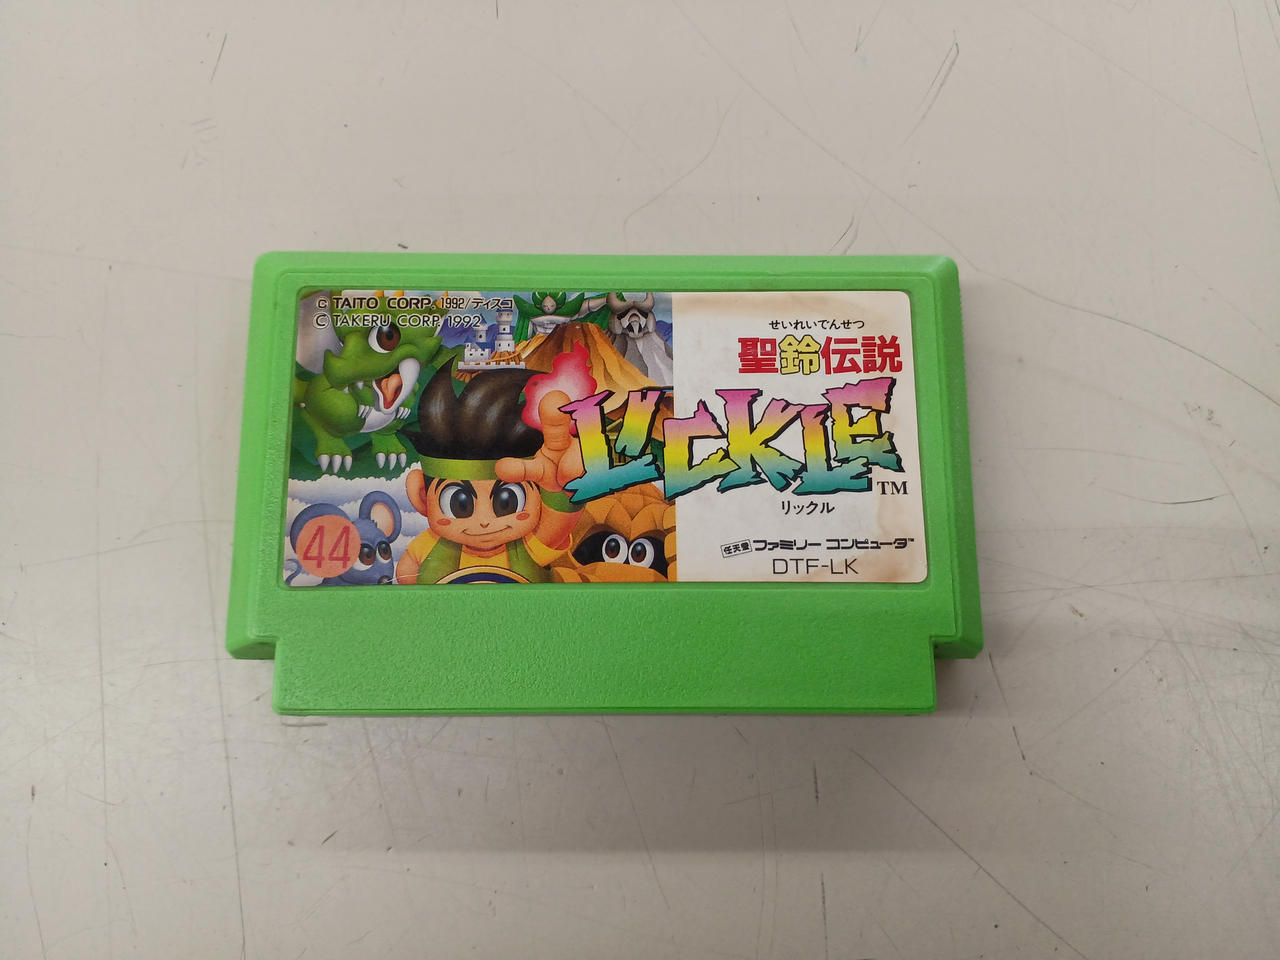 © TAITO CORP. 1992/ディスコ
© TAKERU CORP. 1992
せいれいでんせつ
聖鈴伝説
LICKLE
TM
リックル
任天堂 ファミリー コンピュータ™
DTF-LK
44